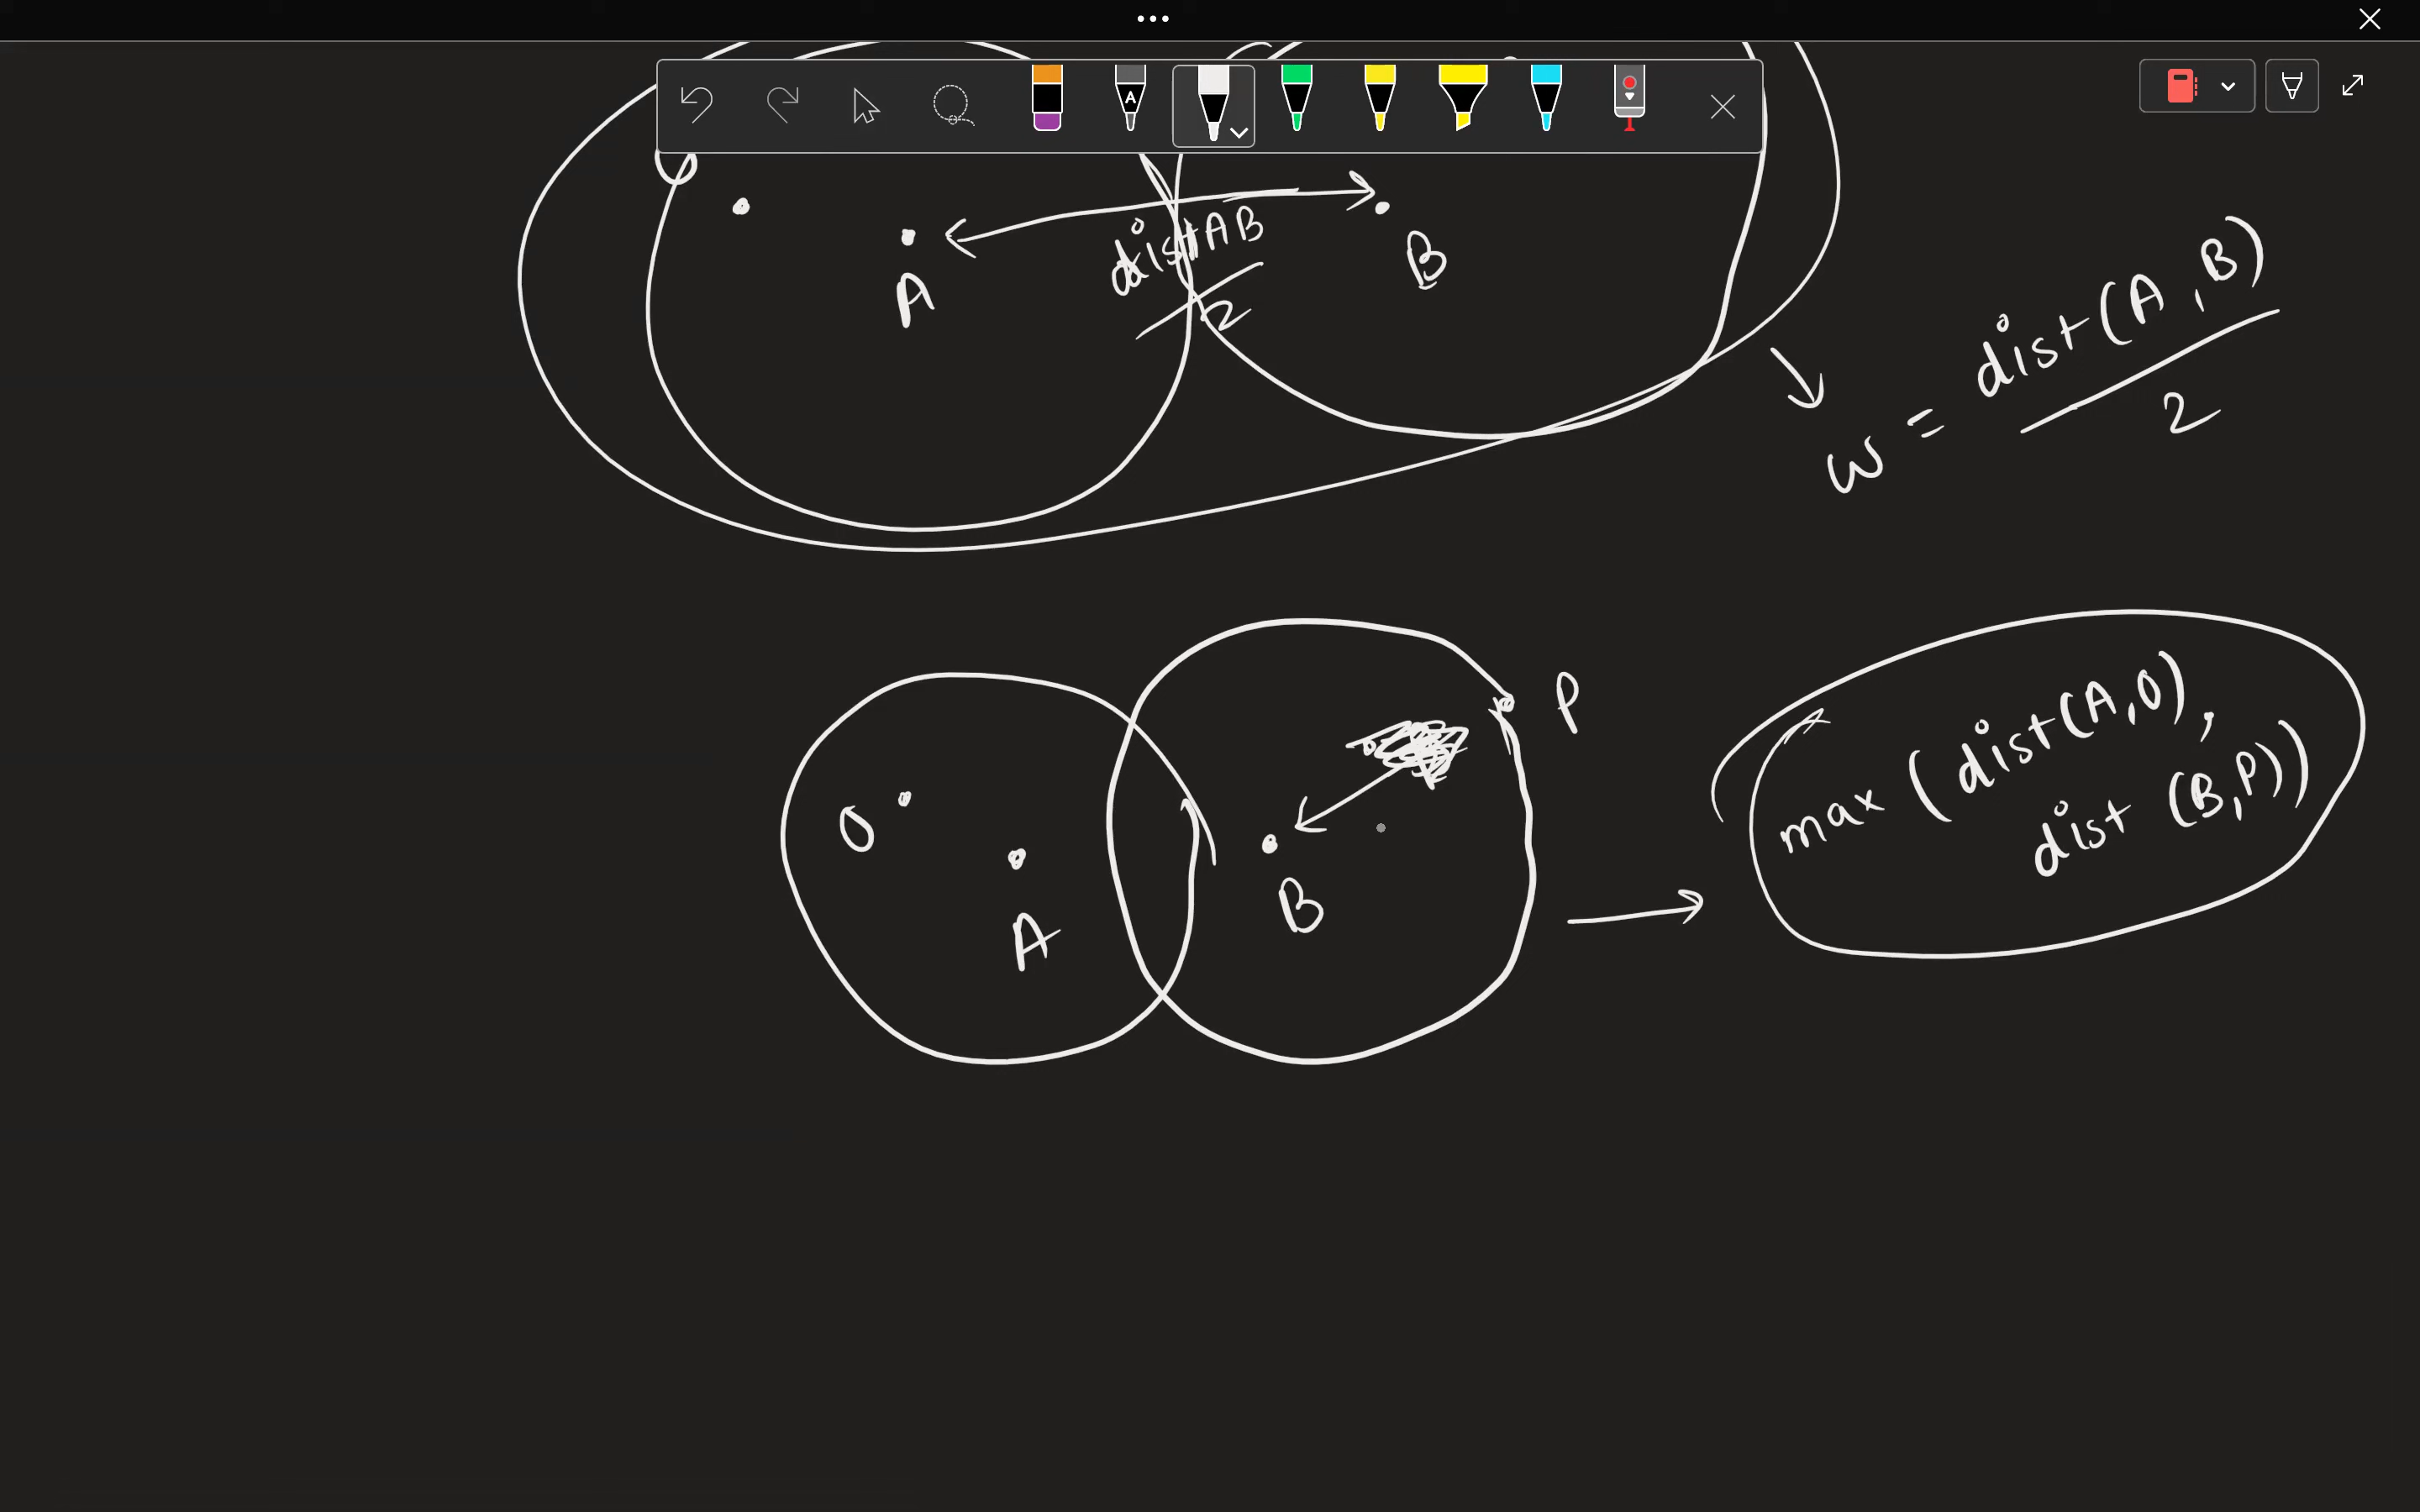 A
dist AB
2
B
w = dist(A,B)
2
P
O
A
B
max (dist(A,O),
dist (B,P))